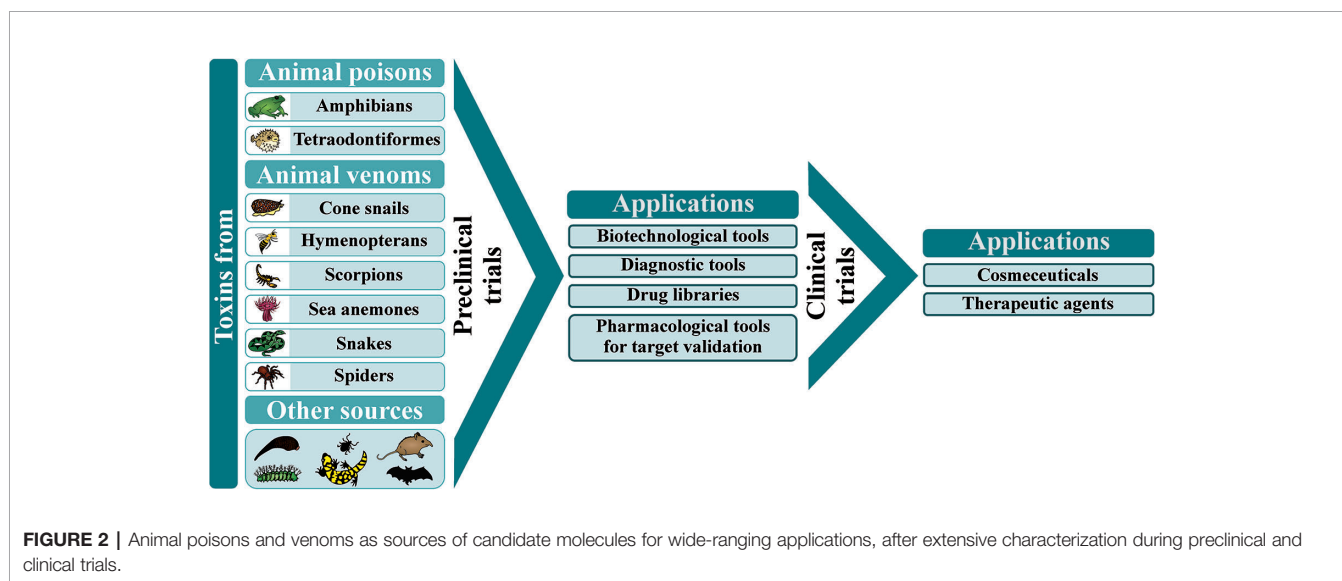 Toxins from
Animal poisons
Amphibians
Tetraodontiformes
Animal venoms
Cone snails
Hymenopterans
Scorpions
Sea anemones
Snakes
Spiders
Other sources
Preclinical
trials
Applications
Biotechnological tools
Diagnostic tools
Drug libraries
Pharmacological tools
for target validation
Clinical
trials
Applications
Cosmeceuticals
Therapeutic agents
FIGURE 2 | Animal poisons and venoms as sources of candidate molecules for wide-ranging applications, after extensive characterization during preclinical and
clinical trials.